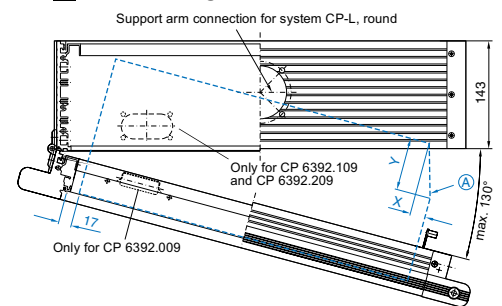 Support arm connection for system CP-L, round
143
Only for CP 6392.109
and CP 6392.209
Y
A
X
max. 130°
17
Only for CP 6392.009